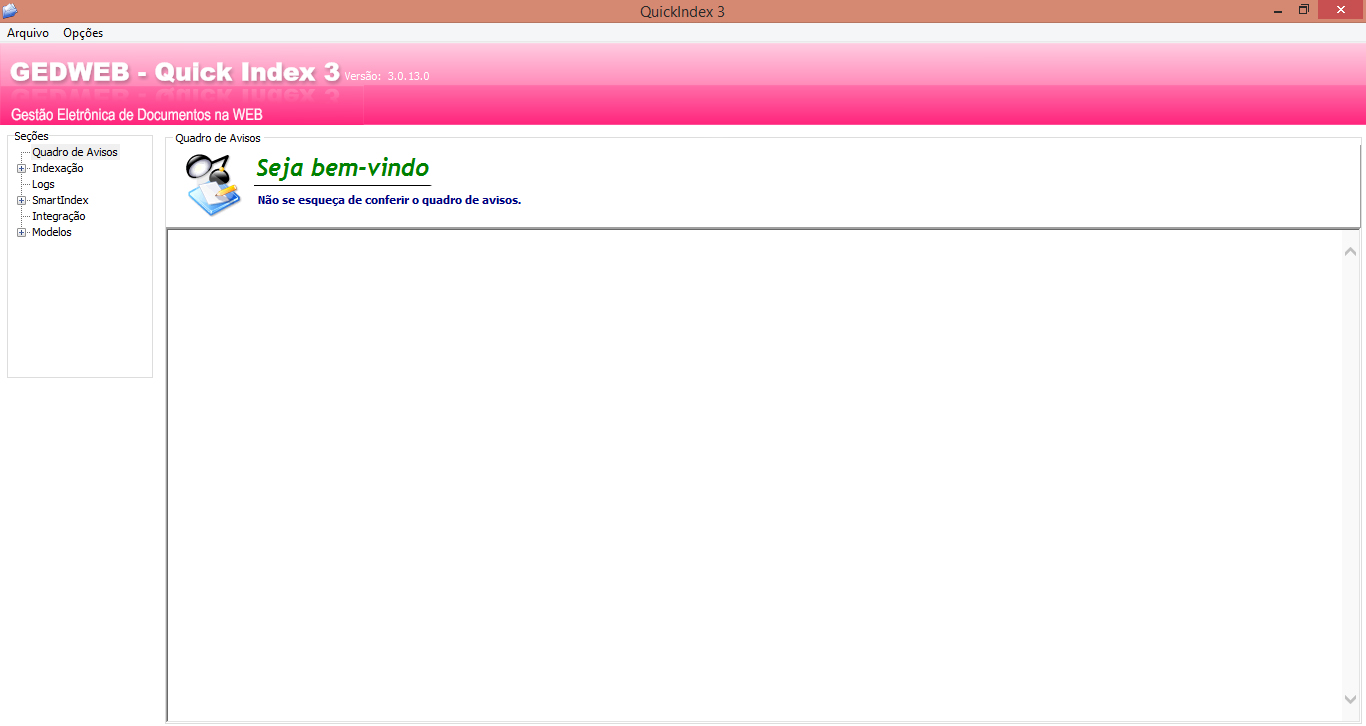 QuickIndex 3
Arquivo Opções
GEDWEB - Quick Index 3 Versão: 3.0.13.0
Gestão Eletrônica de Documentos na WEB
Seções
Quadro de Avisos
Indexação
Logs
SmartIndex
Integração
Modelos
Quadro de Avisos
Seja bem-vindo
Não se esqueça de conferir o quadro de avisos.